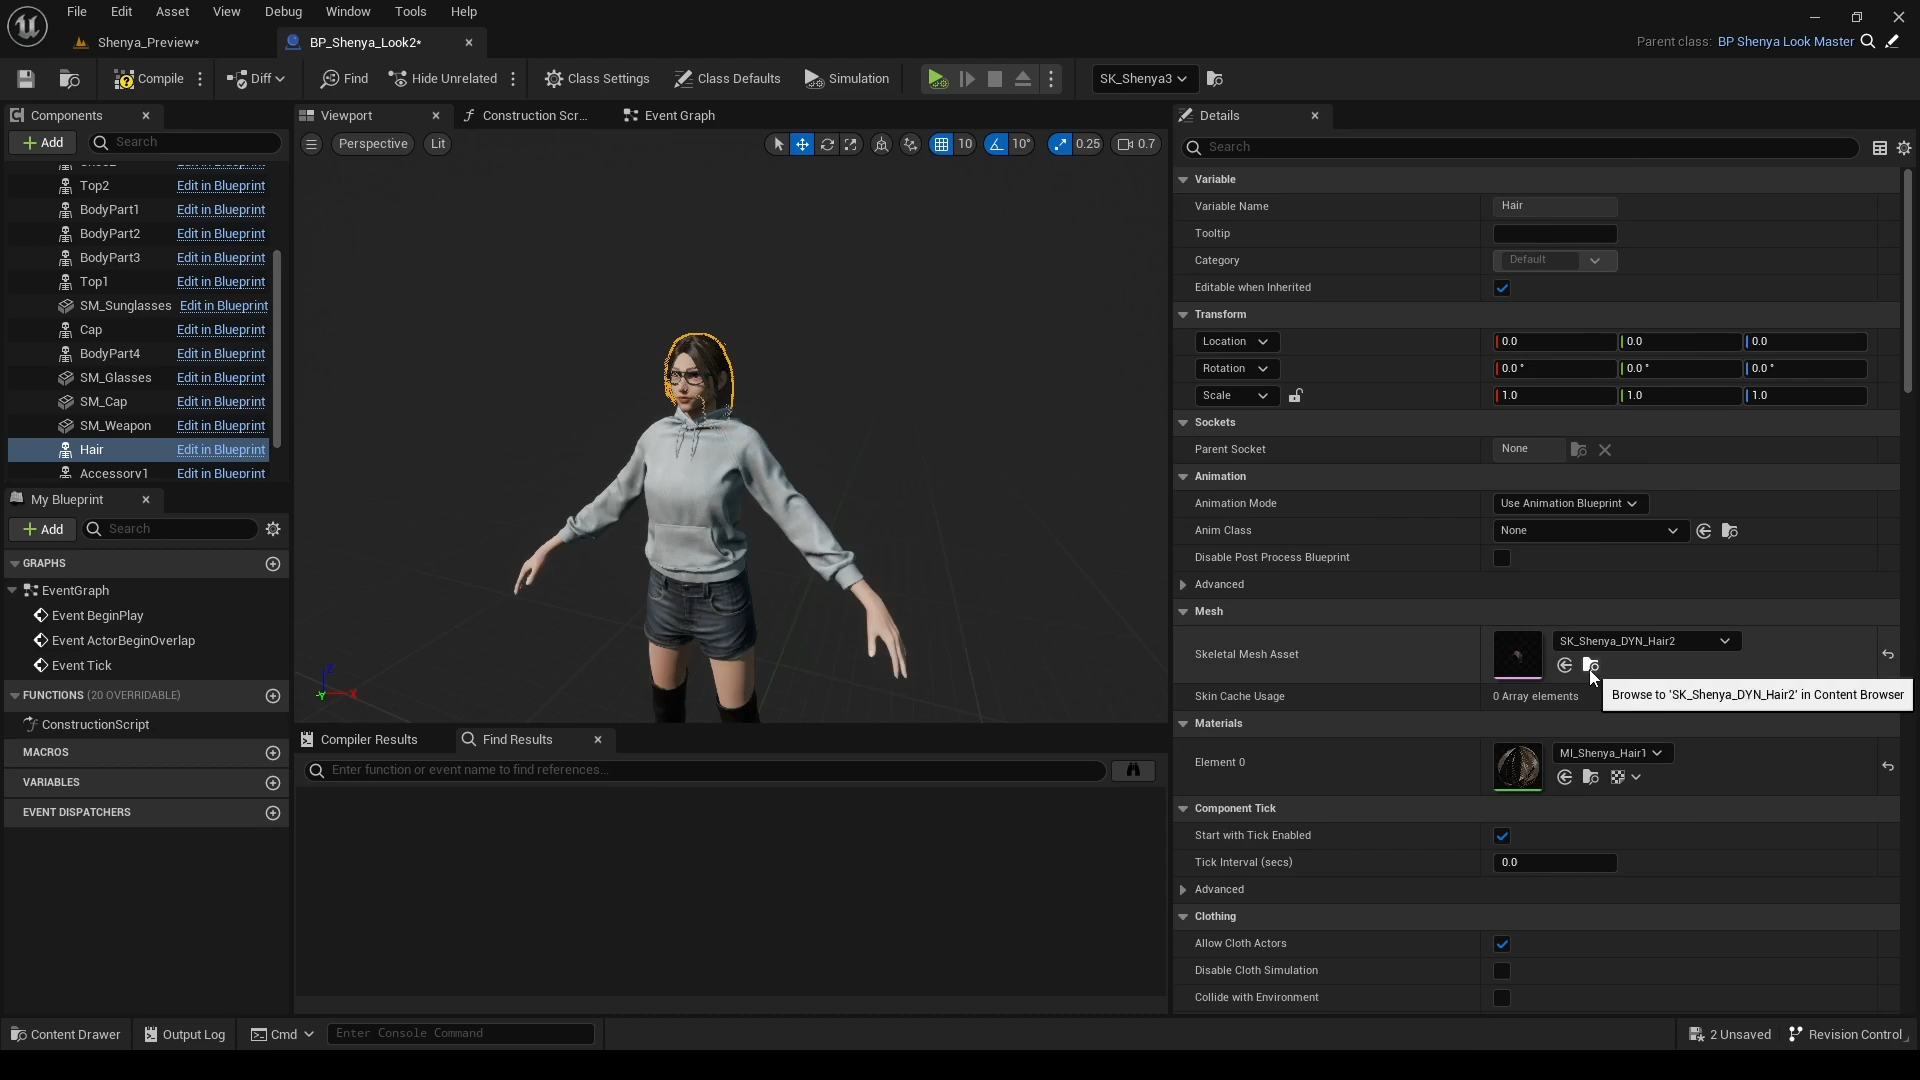 File Edit Asset View Debug Window Tools Help
Shenya_Preview* BP_Shenya_Look2*
Parent class: BP Shenya Look Master
Compile Diff Find Hide Unrelated Class Settings Class Defaults Simulation SK_Shenya3
Components
Add Search
Top2 Edit in Blueprint
BodyPart1 Edit in Blueprint
BodyPart2 Edit in Blueprint
BodyPart3 Edit in Blueprint
Top1 Edit in Blueprint
SM_Sunglasses Edit in Blueprint
Cap Edit in Blueprint
BodyPart4 Edit in Blueprint
SM_Glasses Edit in Blueprint
SM_Cap Edit in Blueprint
SM_Weapon Edit in Blueprint
Hair Edit in Blueprint
Accessory1 Edit in Blueprint
My Blueprint
Add Search
GRAPHS
EventGraph
Event BeginPlay
Event ActorBeginOverlap
Event Tick
FUNCTIONS (20 OVERRIDABLE)
ConstructionScript
MACROS
VARIABLES
EVENT DISPATCHERS
Viewport Construction Scr... Event Graph
Perspective Lit 10 10° 0.25 0.7
Z
Y X
Compiler Results Find Results
Enter function or event name to find references...
Details
Search
Variable
Variable Name Hair
Tooltip
Category Default
Editable when Inherited
Transform
Location 0.0 0.0 0.0
Rotation 0.0 ° 0.0 ° 0.0 °
Scale 1.0 1.0 1.0
Sockets
Parent Socket None
Animation
Animation Mode Use Animation Blueprint
Anim Class None
Disable Post Process Blueprint
Advanced
Mesh
Skeletal Mesh Asset SK_Shenya_DYN_Hair2
Browse to 'SK_Shenya_DYN_Hair2' in Content Browser
Skin Cache Usage 0 Array elements
Materials
Element 0 MI_Shenya_Hair1
Component Tick
Start with Tick Enabled
Tick Interval (secs) 0.0
Advanced
Clothing
Allow Cloth Actors
Disable Cloth Simulation
Collide with Environment
Content Drawer Output Log Cmd Enter Console Command 2 Unsaved Revision Control